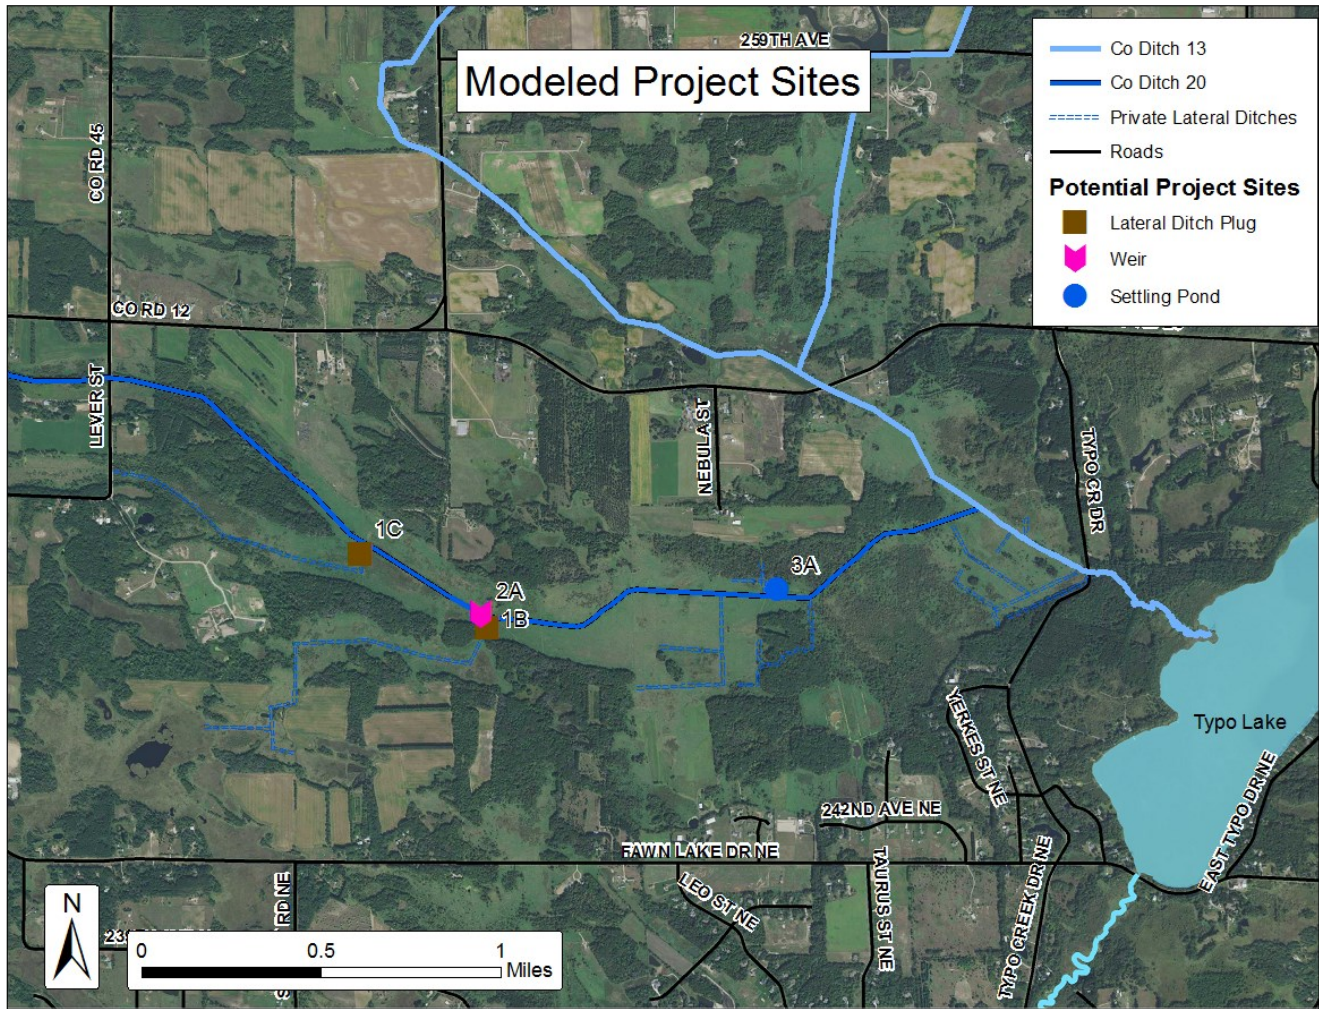 259TH AVE
Modeled Project Sites
Co Ditch 13
Co Ditch 20
Private Lateral Ditches
Roads
Potential Project Sites
Lateral Ditch Plug
Weir
Settling Pond
CO RD 45
CO RD 12
LEVER ST
NEBULA ST
TYPO CR DR
1C
2A
1B
3A
Typo Lake
YERKES ST NE
242ND AVE NE
EAST TYPO DR NE
FAWN LAKE DR NE
LEO ST NE
TAURUS ST NE
TYPO CREEK DR NE
RD NE
N
0 0.5 1
Miles